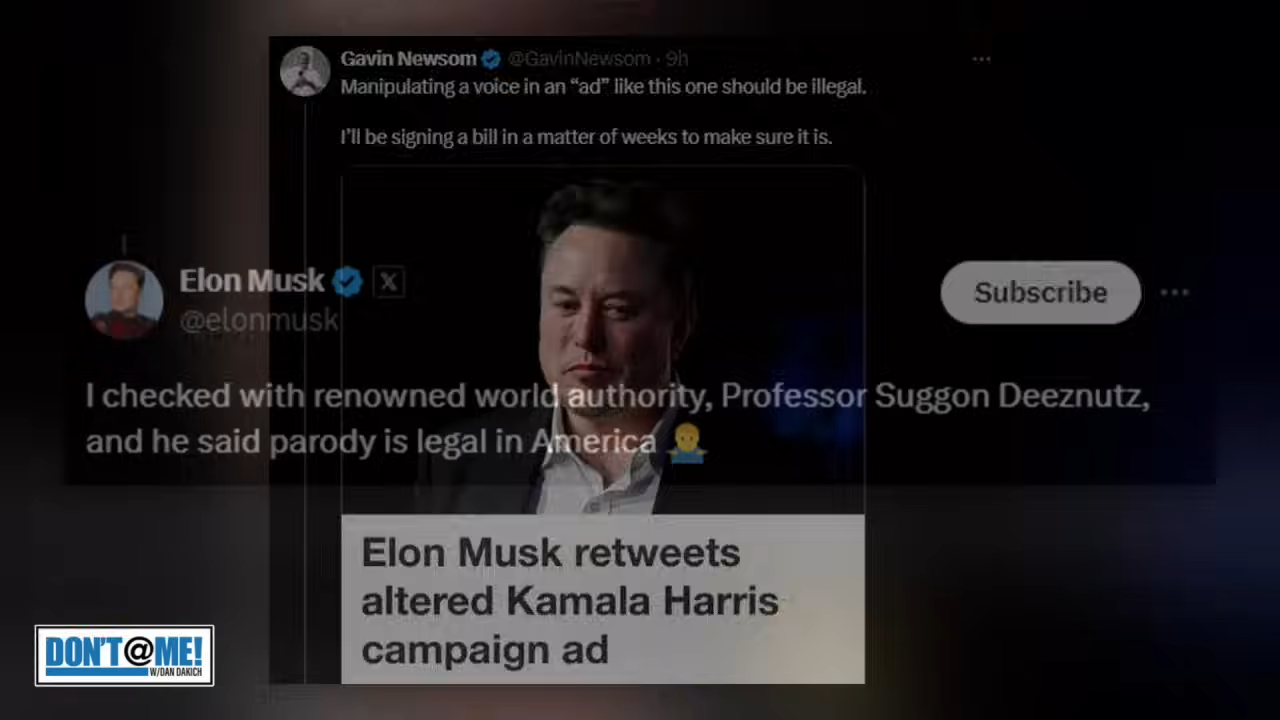 Gavin Newsom @GavinNewsom · 9h
Manipulating a voice in an “ad” like this one should be illegal.
I’ll be signing a bill in a matter of weeks to make sure it is.
Elon Musk X
@elonmusk
Subscribe
I checked with renowned world authority, Professor Suggon Deeznutz,
and he said parody is legal in America 🤷‍♂️
Elon Musk retweets
altered Kamala Harris
campaign ad
DON'T @ ME!
W/DAN DAKICH